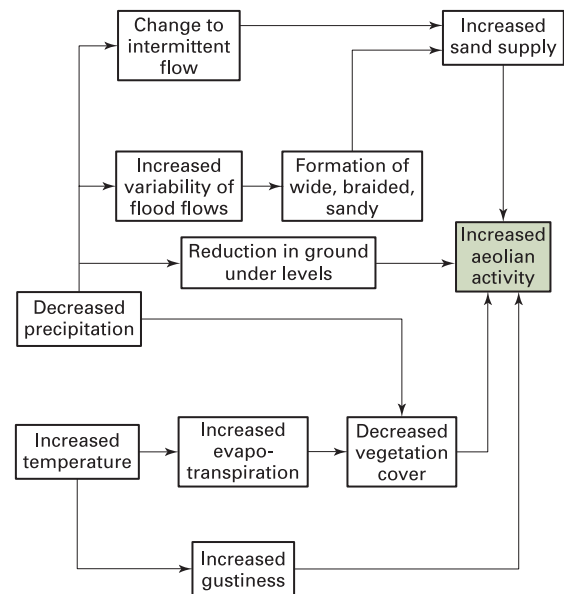 Change to
intermittent
flow
Increased
sand supply
Increased
variability of
flood flows
Formation of
wide, braided,
sandy
Increased
aeolian
activity
Reduction in ground
under levels
Decreased
precipitation
Increased
temperature
Increased
evapo-
transpiration
Decreased
vegetation
cover
Increased
gustiness